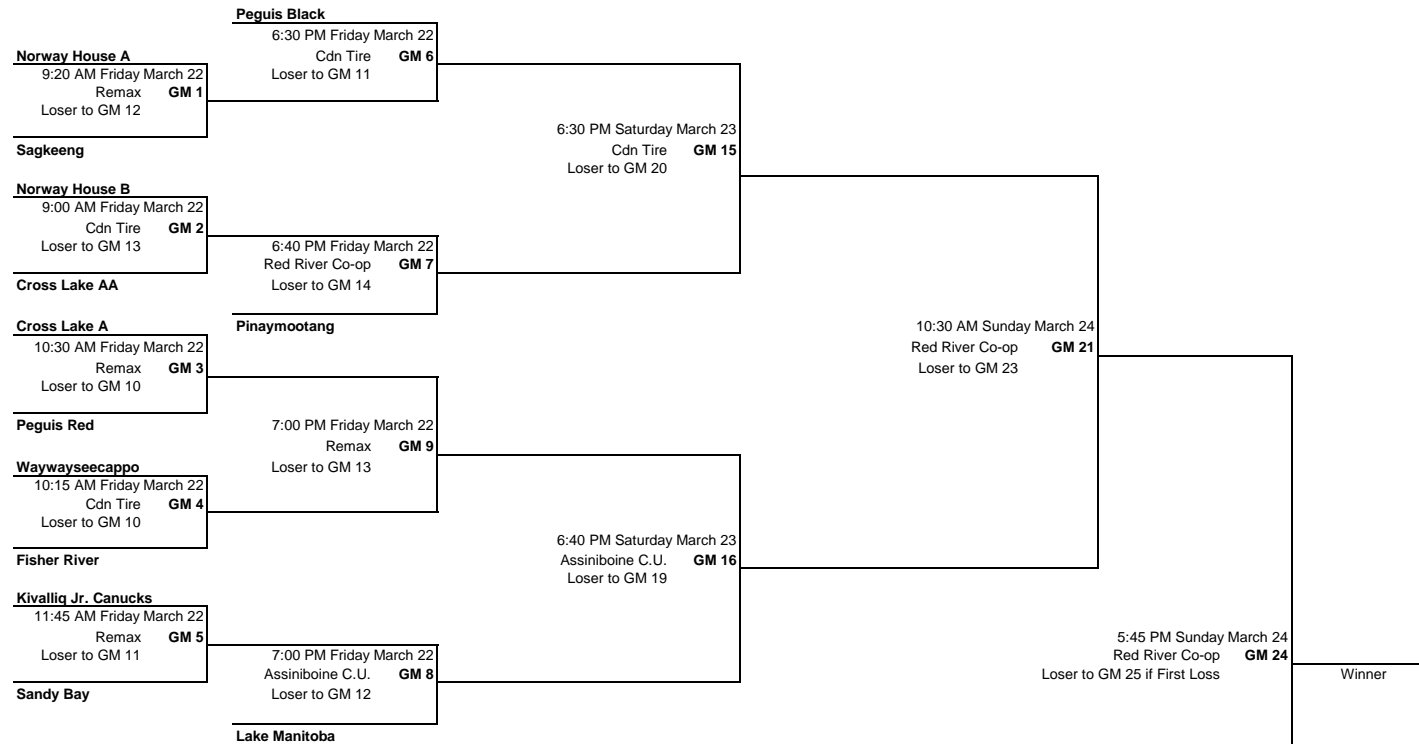 Peguis Black
6:30 PM Friday March 22
Cdn Tire GM 6
Loser to GM 11
Norway House A
9:20 AM Friday March 22
Remax GM 1
Loser to GM 12
Sagkeeng
6:30 PM Saturday March 23
Cdn Tire GM 15
Loser to GM 20
Norway House B
9:00 AM Friday March 22
Cdn Tire GM 2
Loser to GM 13
Cross Lake AA
6:40 PM Friday March 22
Red River Co-op GM 7
Loser to GM 14
Pinaymootang
Cross Lake A
10:30 AM Friday March 22
Remax GM 3
Loser to GM 10
Peguis Red
10:30 AM Sunday March 24
Red River Co-op GM 21
Loser to GM 23
7:00 PM Friday March 22
Remax GM 9
Loser to GM 13
Waywayseecappo
10:15 AM Friday March 22
Cdn Tire GM 4
Loser to GM 10
Fisher River
6:40 PM Saturday March 23
Assiniboine C.U. GM 16
Loser to GM 19
Kivalliq Jr. Canucks
11:45 AM Friday March 22
Remax GM 5
Loser to GM 11
Sandy Bay
7:00 PM Friday March 22
Assiniboine C.U. GM 8
Loser to GM 12
Lake Manitoba
5:45 PM Sunday March 24
Red River Co-op GM 24
Loser to GM 25 if First Loss
Winner